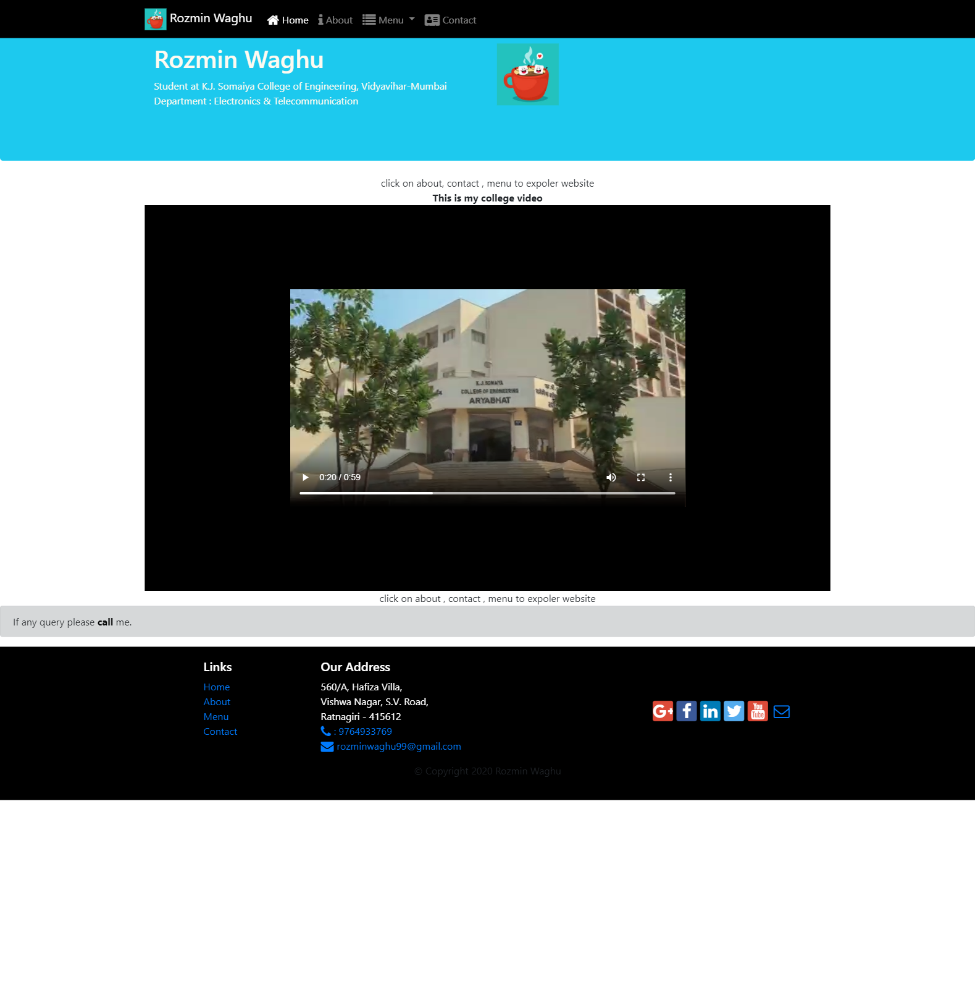 Rozmin Waghu
Home
About
Menu
Contact
Rozmin Waghu
Student at K.J. Somaiya College of Engineering, Vidyavihar-Mumbai
Department : Electronics & Telecommunication
click on about, contact , menu to expoler website
This is my college video
K.J.SOMAIYA
COLLEGE OF ENGINEERING
ARYABHAT
0:20 / 0:59
click on about , contact , menu to expoler website
If any query please call me.
Links
Home
About
Menu
Contact
Our Address
560/A, Hafiza Villa,
Vishwa Nagar, S.V. Road,
Ratnagiri - 415612
: 9764933769
rozminwaghu99@gmail.com
You
Tube
© Copyright 2020 Rozmin Waghu